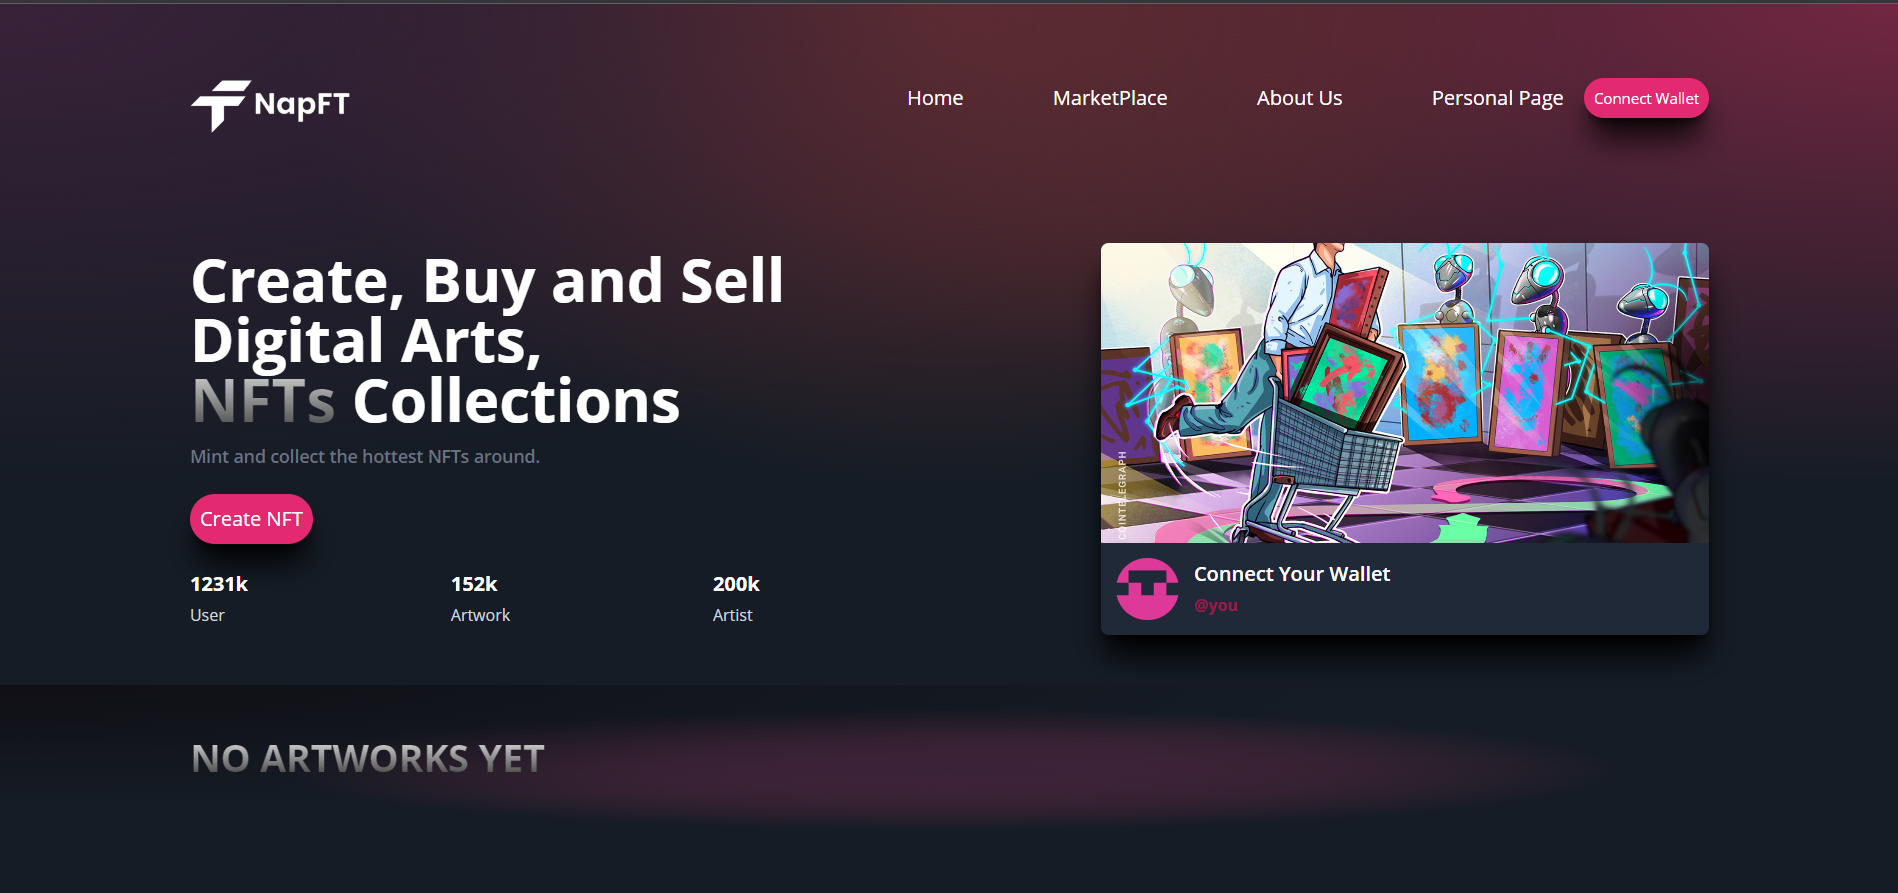 NapFT
Home
MarketPlace
About Us
Personal Page
Connect Wallet
Create, Buy and Sell
Digital Arts,
NFTs Collections
Mint and collect the hottest NFTs around.
Create NFT
1231k
152k
200k
User
Artwork
Artist
COINTELEGRAPH
Connect Your Wallet
@you
NO ARTWORKS YET